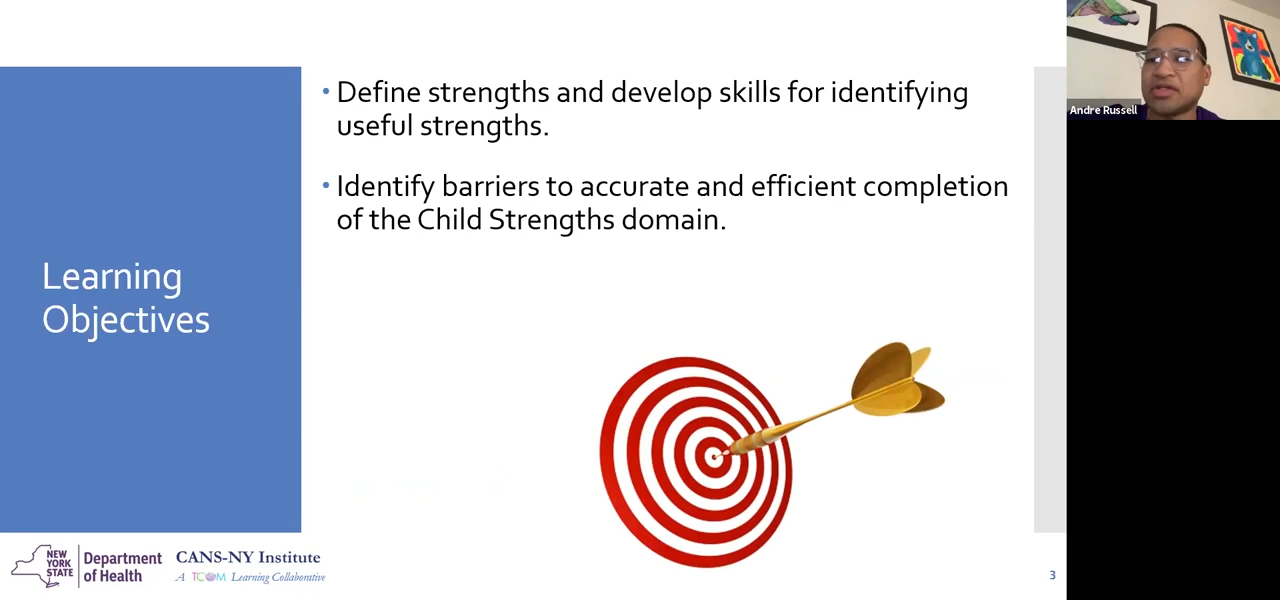 Define strengths and develop skills for identifying
useful strengths.
Identify barriers to accurate and efficient completion
of the Child Strengths domain.
Learning
Objectives
NEW
YORK
STATE
Department
of Health
CANS-NY Institute
A TCOM Learning Collaborative
3
Andre Russell